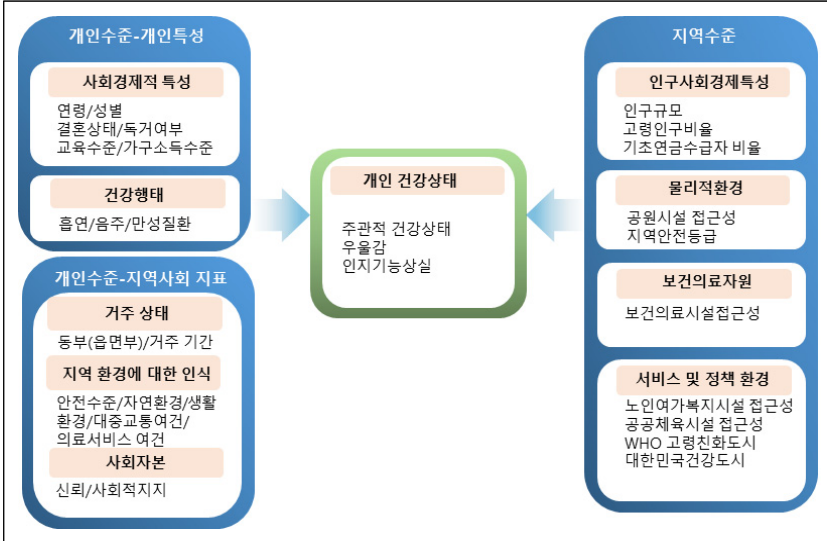 개인수준-개인특성
사회경제적 특성
연령/성별
결혼상태/독거여부
교육수준/가구소득수준
건강행태
흡연/음주/만성질환
개인수준-지역사회 지표
거주 상태
동부(읍면부)/거주 기간
지역 환경에 대한 인식
안전수준/자연환경/생활
환경/대중교통여건/
의료서비스 여건
사회자본
신뢰/사회적지지
개인 건강상태
주관적 건강상태
우울감
인지기능상실
지역수준
인구사회경제특성
인구규모
고령인구비율
기초연금수급자 비율
물리적환경
공원시설 접근성
지역안전등급
보건의료자원
보건의료시설접근성
서비스 및 정책 환경
노인여가복지시설 접근성
공공체육시설 접근성
WHO 고령친화도시
대한민국건강도시